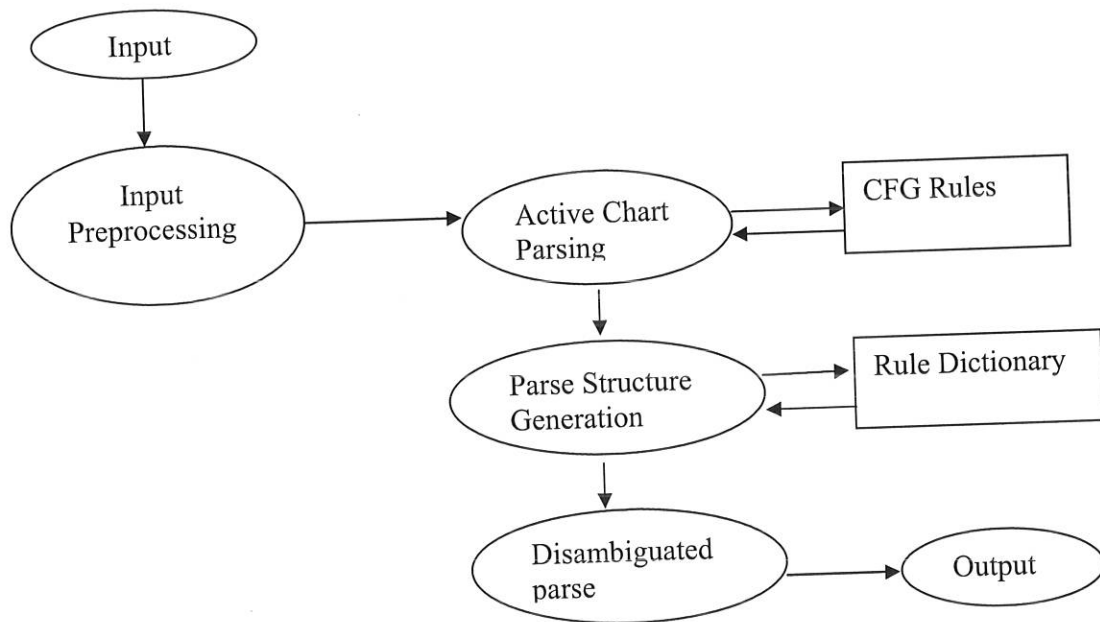 Input
Input
Preprocessing
Active Chart
Parsing
CFG Rules
Parse Structure
Generation
Rule Dictionary
Disambiguated
parse
Output